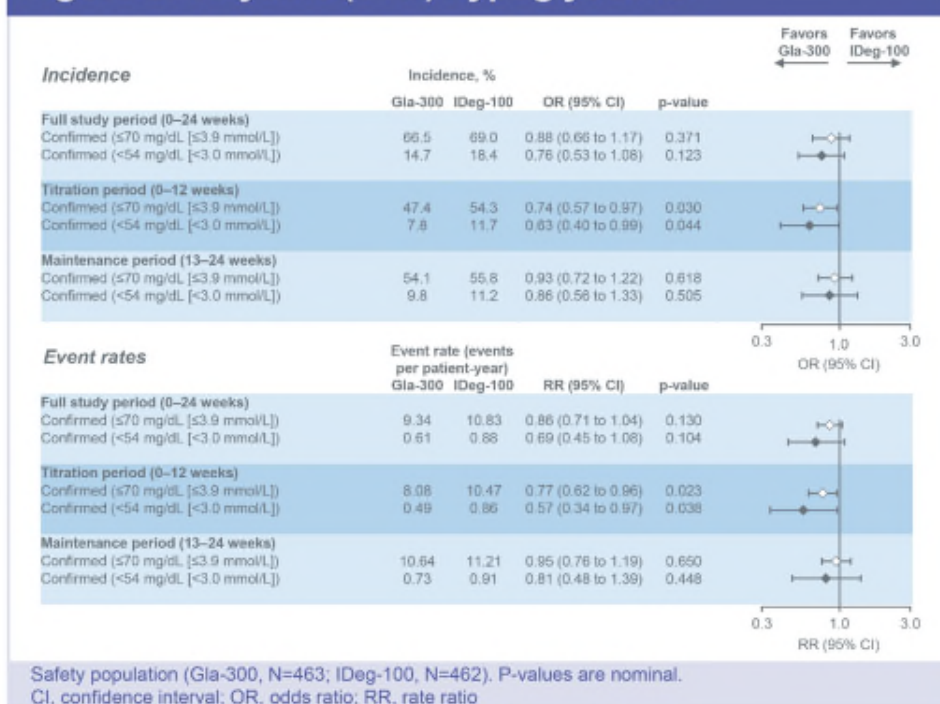 Favors Favors
Gla-300 IDeg-100
Incidence
Incidence, %
Gla-300 IDeg-100 OR (95% CI) p-value
Full study period (0–24 weeks)
Confirmed (≤70 mg/dL [≤3.9 mmol/L]) 66.5 69.0 0.88 (0.66 to 1.17) 0.371
Confirmed (<54 mg/dL [<3.0 mmol/L]) 14.7 18.4 0.76 (0.53 to 1.08) 0.123
Titration period (0–12 weeks)
Confirmed (≤70 mg/dL [≤3.9 mmol/L]) 47.4 54.3 0.74 (0.57 to 0.97) 0.030
Confirmed (<54 mg/dL [<3.0 mmol/L]) 7.8 11.7 0.63 (0.40 to 0.99) 0.044
Maintenance period (13–24 weeks)
Confirmed (≤70 mg/dL [≤3.9 mmol/L]) 54.1 55.8 0.93 (0.72 to 1.22) 0.618
Confirmed (<54 mg/dL [<3.0 mmol/L]) 9.8 11.2 0.86 (0.56 to 1.33) 0.505
0.3 1.0 3.0
OR (95% CI)
Event rates
Event rate (events
per patient-year)
Gla-300 IDeg-100 RR (95% CI) p-value
Full study period (0–24 weeks)
Confirmed (≤70 mg/dL [≤3.9 mmol/L]) 9.34 10.83 0.86 (0.71 to 1.04) 0.130
Confirmed (<54 mg/dL [<3.0 mmol/L]) 0.61 0.88 0.69 (0.45 to 1.08) 0.104
Titration period (0–12 weeks)
Confirmed (≤70 mg/dL [≤3.9 mmol/L]) 8.08 10.47 0.77 (0.62 to 0.96) 0.023
Confirmed (<54 mg/dL [<3.0 mmol/L]) 0.49 0.86 0.57 (0.34 to 0.97) 0.038
Maintenance period (13–24 weeks)
Confirmed (≤70 mg/dL [≤3.9 mmol/L]) 10.64 11.21 0.95 (0.76 to 1.19) 0.650
Confirmed (<54 mg/dL [<3.0 mmol/L]) 0.73 0.91 0.81 (0.48 to 1.39) 0.448
0.3 1.0 3.0
RR (95% CI)
Safety population (Gla-300, N=463; IDeg-100, N=462). P-values are nominal.
CI, confidence interval; OR, odds ratio; RR, rate ratio